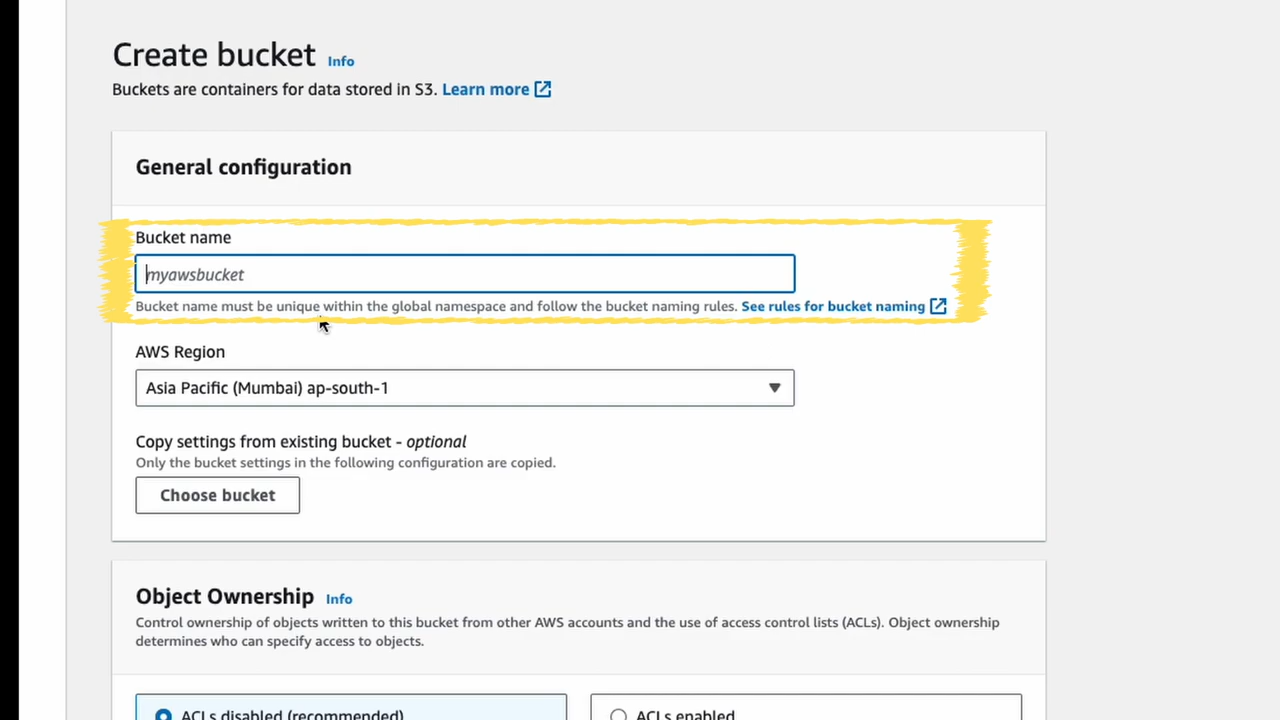 Create bucket Info
Buckets are containers for data stored in S3. Learn more
General configuration
Bucket name
myawsbucket
Bucket name must be unique within the global namespace and follow the bucket naming rules. See rules for bucket naming
AWS Region
Asia Pacific (Mumbai) ap-south-1
Copy settings from existing bucket - optional
Only the bucket settings in the following configuration are copied.
Choose bucket
Object Ownership Info
Control ownership of objects written to this bucket from other AWS accounts and the use of access control lists (ACLs). Object ownership
determines who can specify access to objects.
ACLs disabled (recommended) ACLs enabled